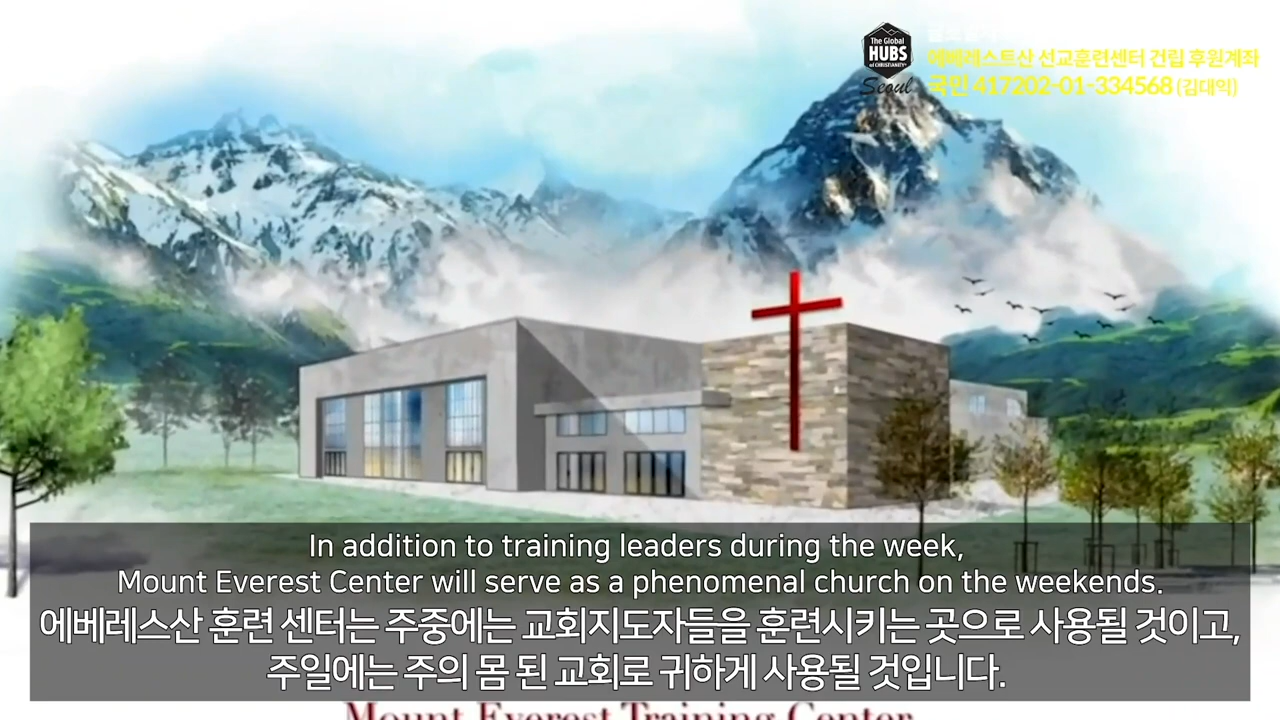 The Global
HUBS
of CHRISTIANITY
Seoul
에베레스트산 선교훈련센터 건립 후원계좌
국민 417202-01-334568 (김대억)
In addition to training leaders during the week,
Mount Everest Center will serve as a phenomenal church on the weekends.
에베레스산 훈련 센터는 주중에는 교회지도자들을 훈련시키는 곳으로 사용될 것이고,
주일에는 주의 몸 된 교회로 귀하게 사용될 것입니다.
Mount Everest Training Center